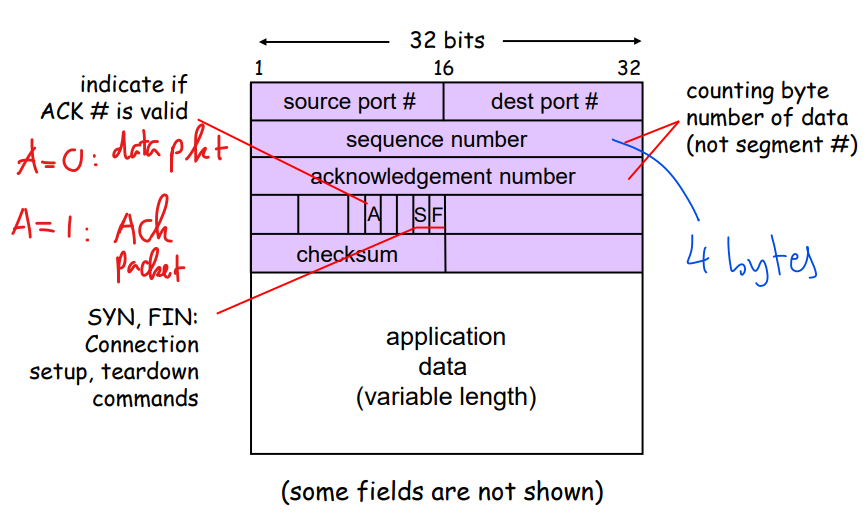 32 bits
1 16 32
indicate if
ACK # is valid
source port # dest port #
counting byte
number of data
(not segment #)
A=0: data pkt
sequence number
acknowledgement number
A=1: Ack
packet
A S F
4 bytes
checksum
SYN, FIN:
Connection
setup, teardown
commands
application
data
(variable length)
(some fields are not shown)